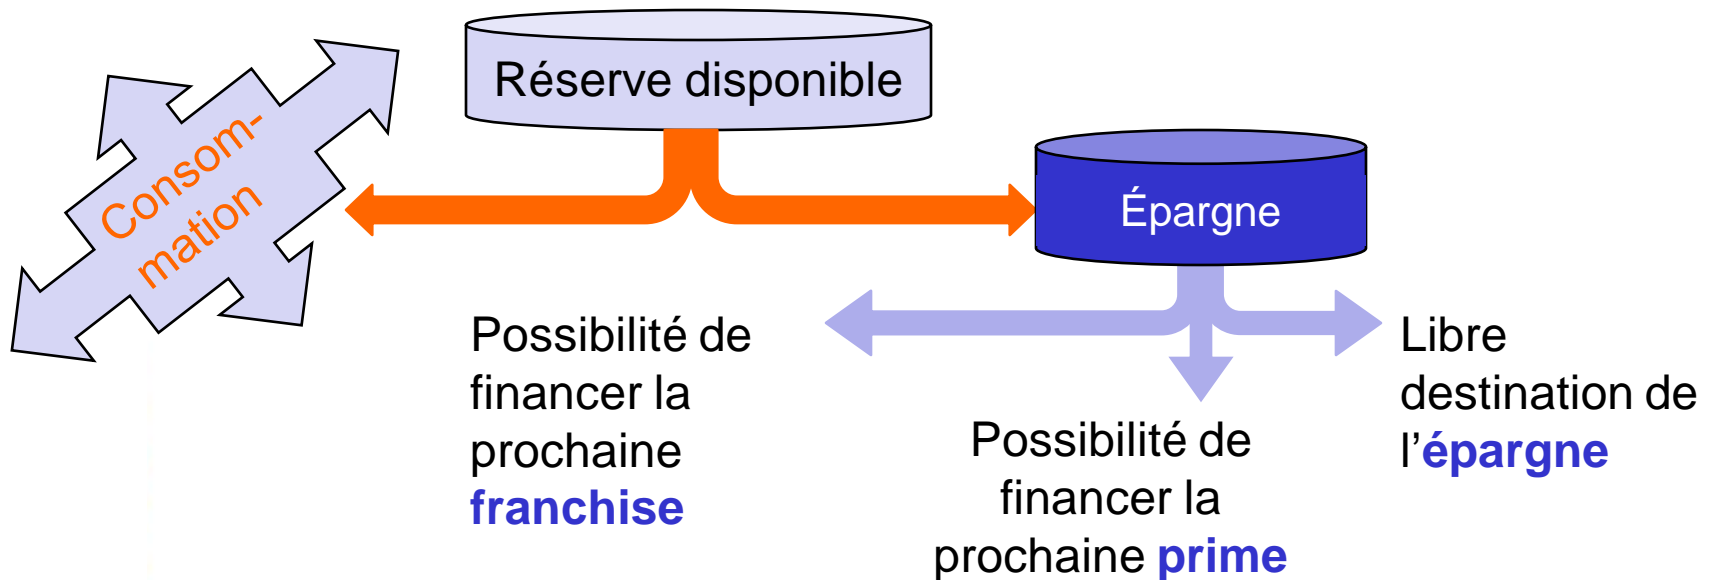 Réserve disponible
Consom-
mation
Épargne
Possibilité de
financer la
prochaine
franchise
Possibilité de
financer la
prochaine prime
Libre
destination de
l’épargne